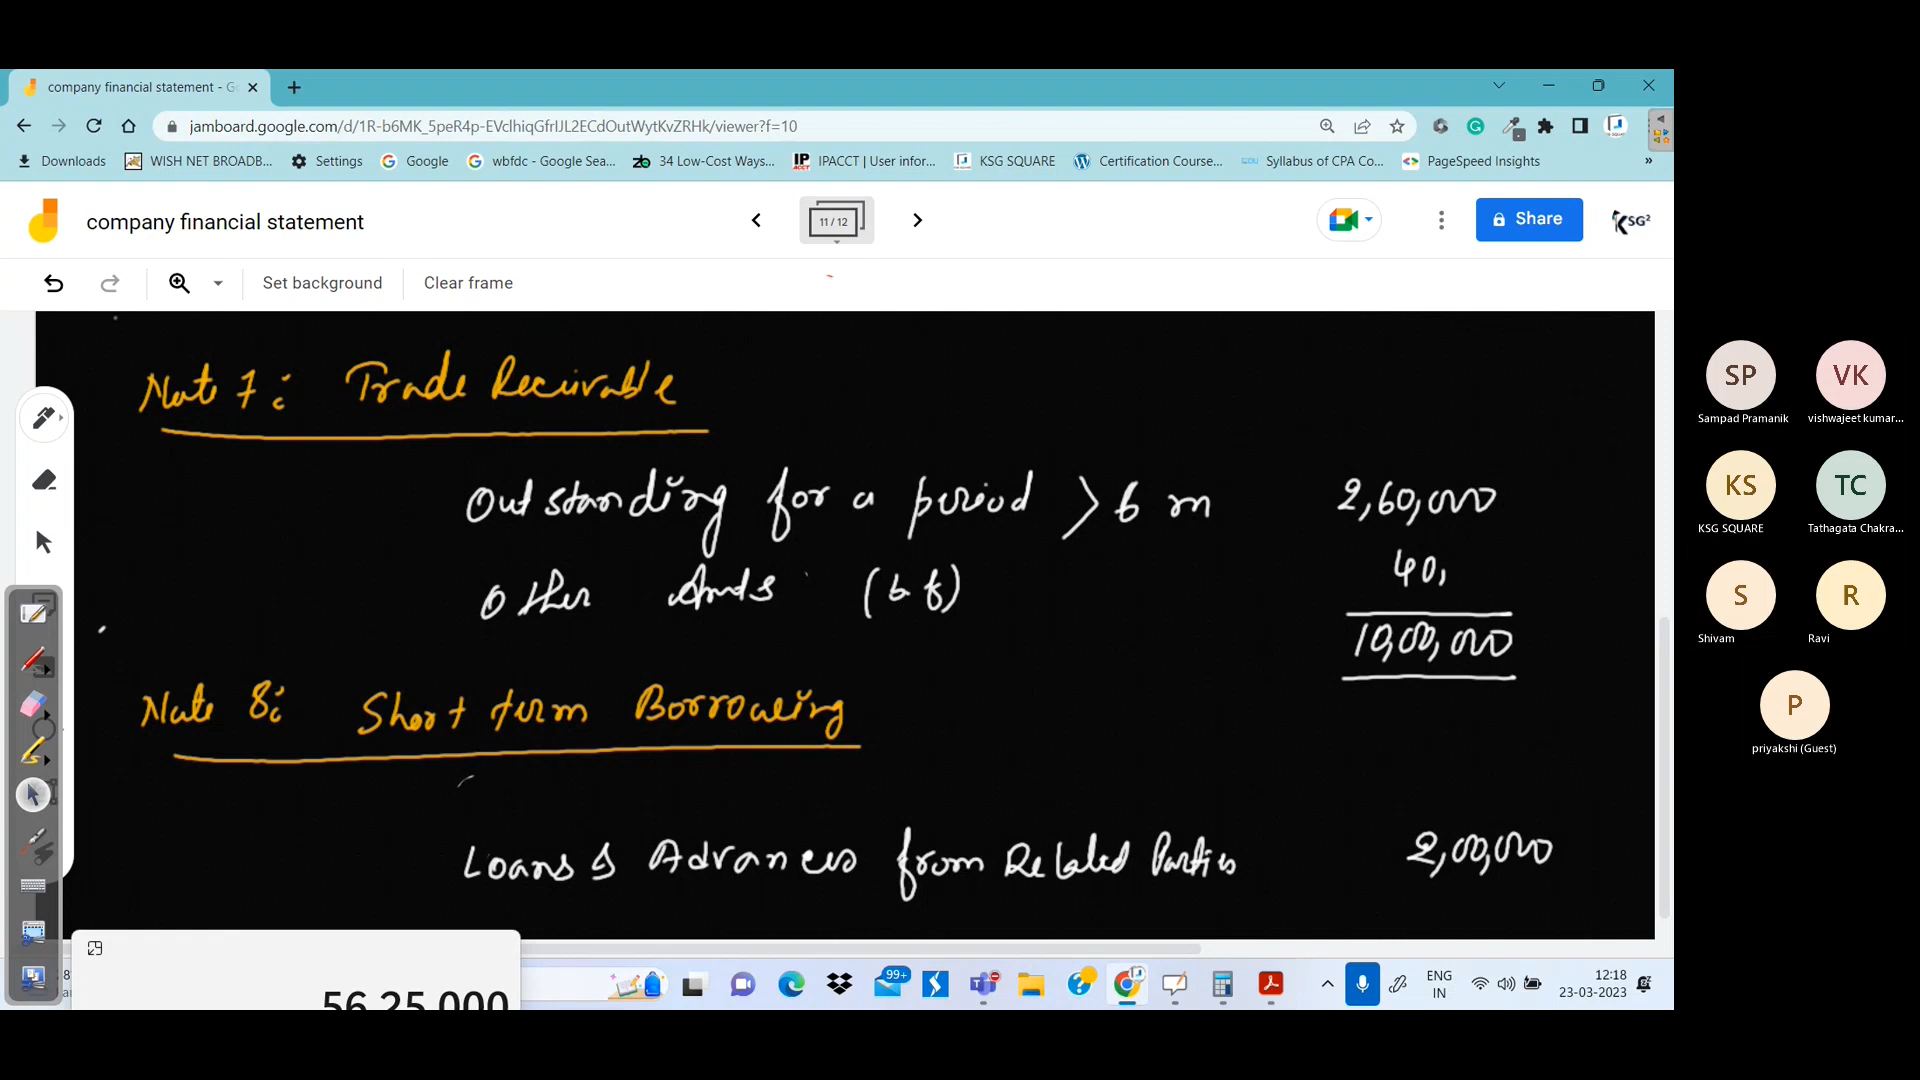 company financial statement - G
jamboard.google.com/d/1R-b6MK_5peR4p-EVclhiqGfrIJL2ECdOutWytKvZRHk/viewer?f=10
Downloads WISH NET BROADB... Settings Google wbfdc - Google Sea... 34 Low-Cost Ways... IPACCT | User infor... KSG SQUARE Certification Course... Syllabus of CPA Co... PageSpeed Insights »
company financial statement 11 / 12 Share KSG²
Set background Clear frame
Note 7: Trade Recivable
Outstanding for a period > 6 m 2,60,000
Other Amts (bf) 40,
10,00,000
Note 8: Short term Borrowing
Loans & Advances from Related Parties 2,00,000
56,25,000
99+
ENG
IN
12:18
23-03-2023
SP VK
Sampad Pramanik vishwajeet kumar...
KS TC
KSG SQUARE Tathagata Chakra...
S R
Shivam Ravi
P
priyakshi (Guest)